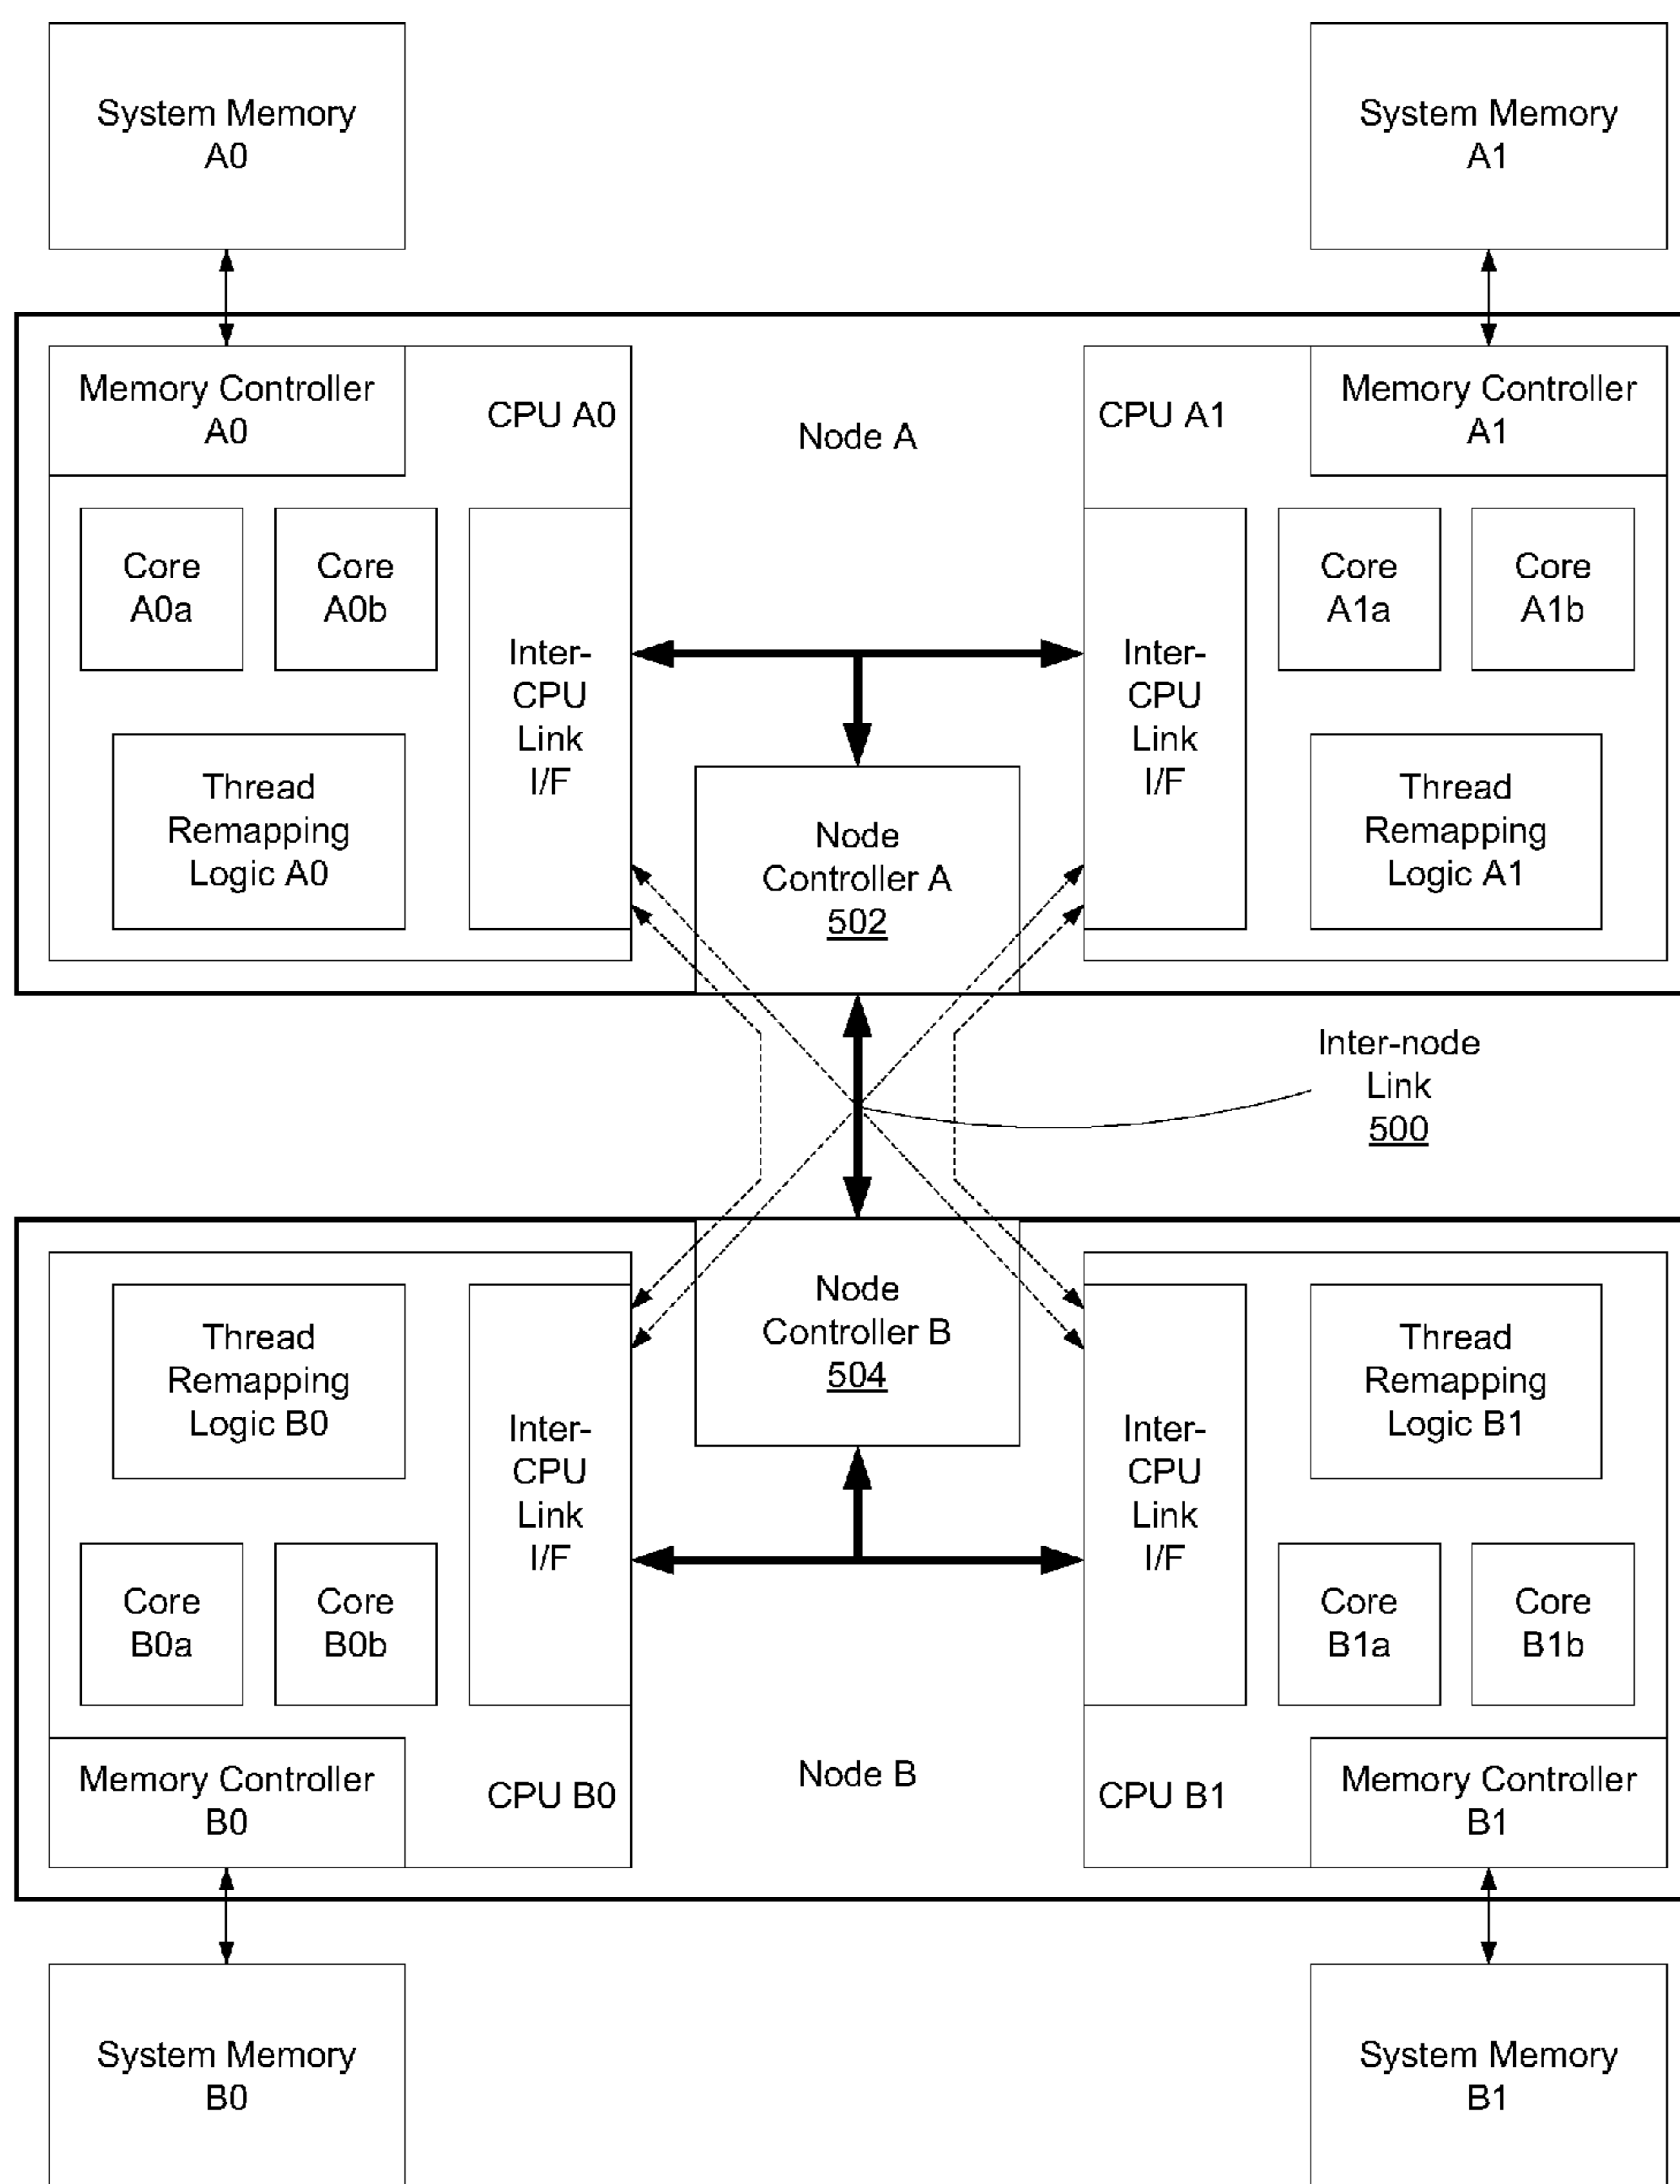 System Memory
A0
System Memory
A1
Memory Controller
A0
CPU A0
Node A
CPU A1
Memory Controller
A1
Core
A0a
Core
A0b
Inter-
CPU
Link
I/F
Inter-
CPU
Link
I/F
Core
A1a
Core
A1b
Thread
Remapping
Logic A0
Node
Controller A
502
Thread
Remapping
Logic A1
Inter-node
Link
500
Thread
Remapping
Logic B0
Inter-
CPU
Link
I/F
Node
Controller B
504
Inter-
CPU
Link
I/F
Thread
Remapping
Logic B1
Core
B0a
Core
B0b
Core
B1a
Core
B1b
Memory Controller
B0
CPU B0
Node B
CPU B1
Memory Controller
B1
System Memory
B0
System Memory
B1